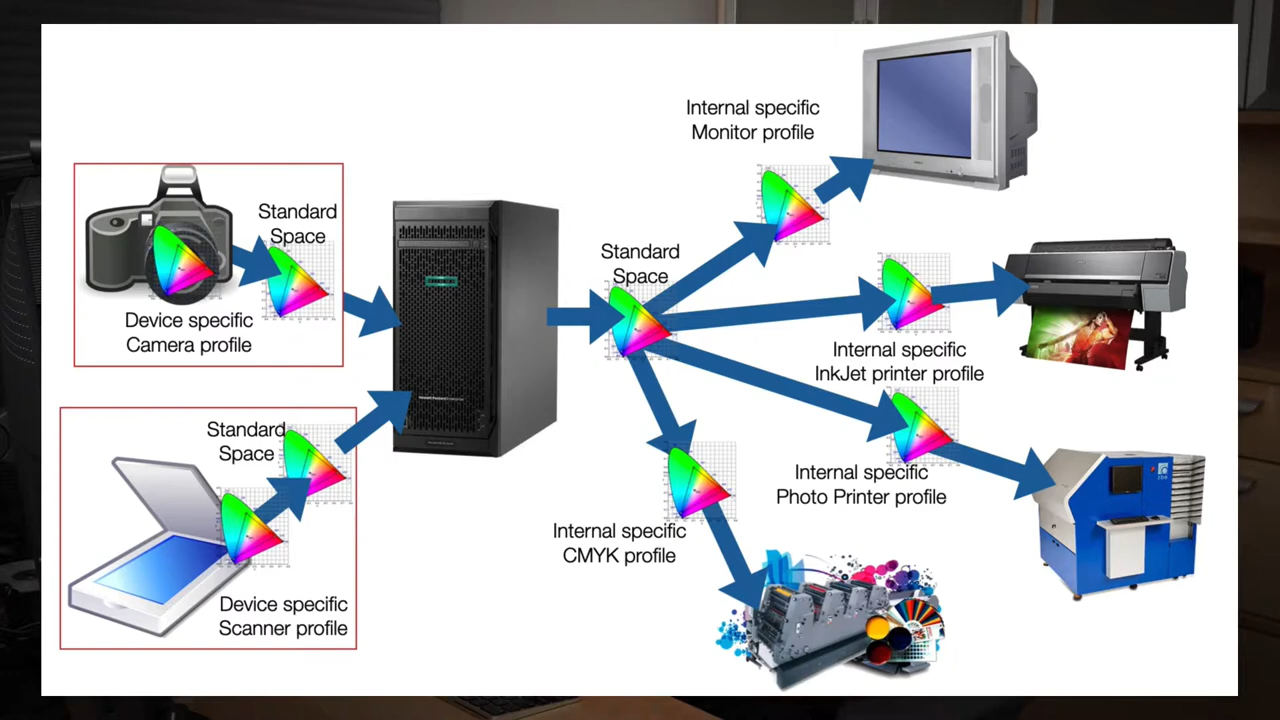 Internal specific
Monitor profile
Standard
Space
Device specific
Camera profile
Standard
Space
Internal specific
InkJet printer profile
Standard
Space
Internal specific
Photo Printer profile
Internal specific
CMYK profile
Device specific
Scanner profile